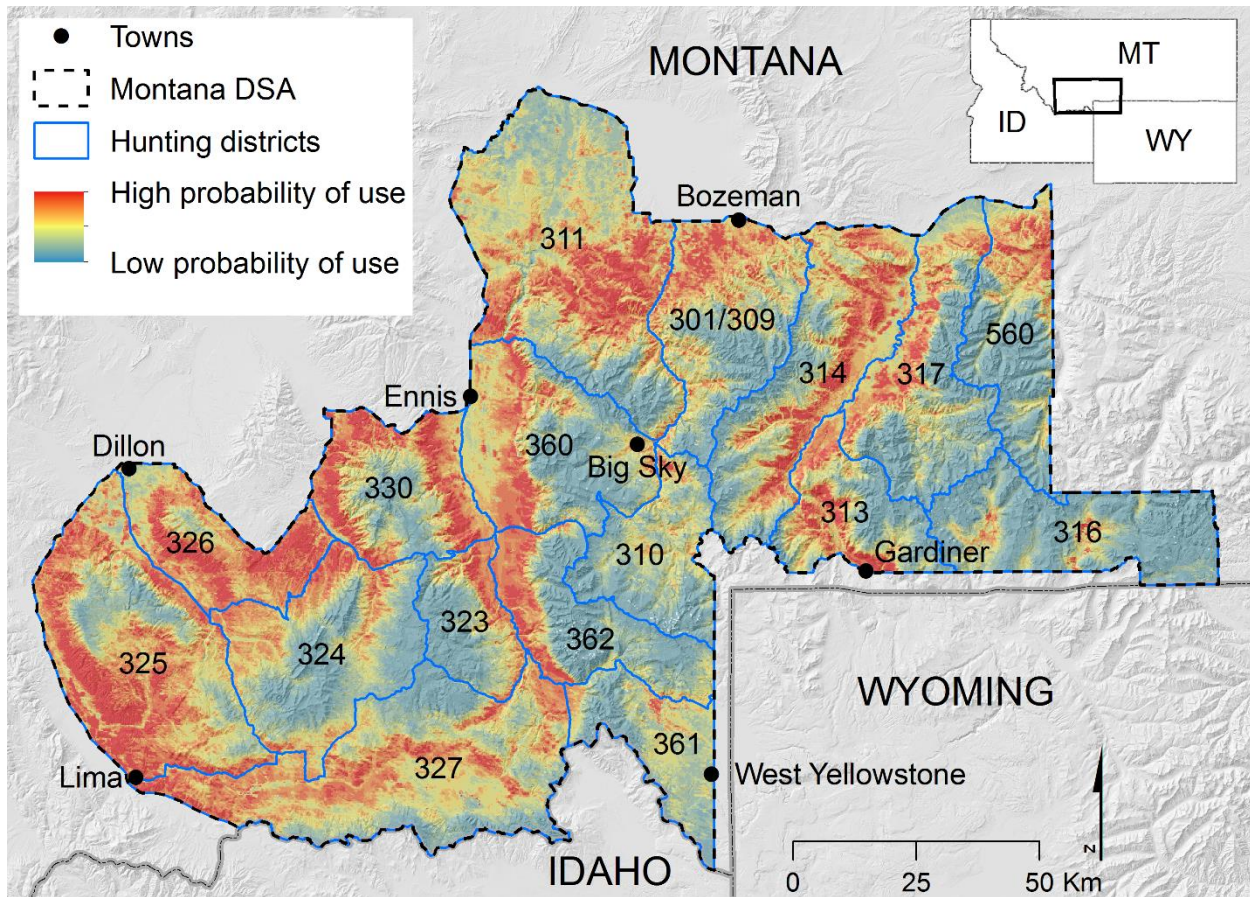 Towns
Montana DSA
Hunting districts
High probability of use
Low probability of use
MONTANA
MT
ID
WY
Bozeman
311
301/309
560
314
317
Ennis
Dillon
360
Big Sky
330
313
316
326
310
Gardiner
323
362
325
324
WYOMING
361
327
Lima
West Yellowstone
IDAHO
N
0
25
50 Km